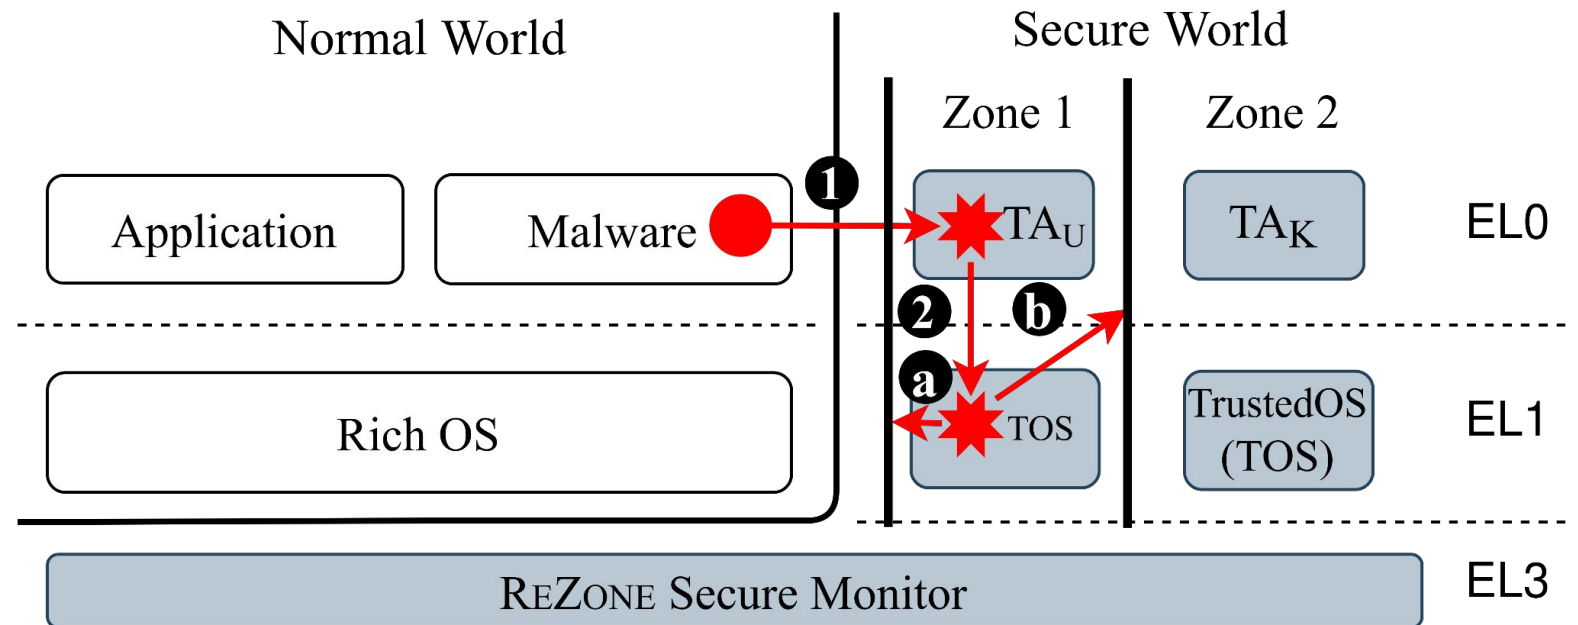 Normal World
Secure World
Zone 1
Zone 2
1
Application
Malware
TAU
TAK
EL0
2
b
a
Rich OS
TOS
TrustedOS
(TOS)
EL1
REZONE Secure Monitor
EL3